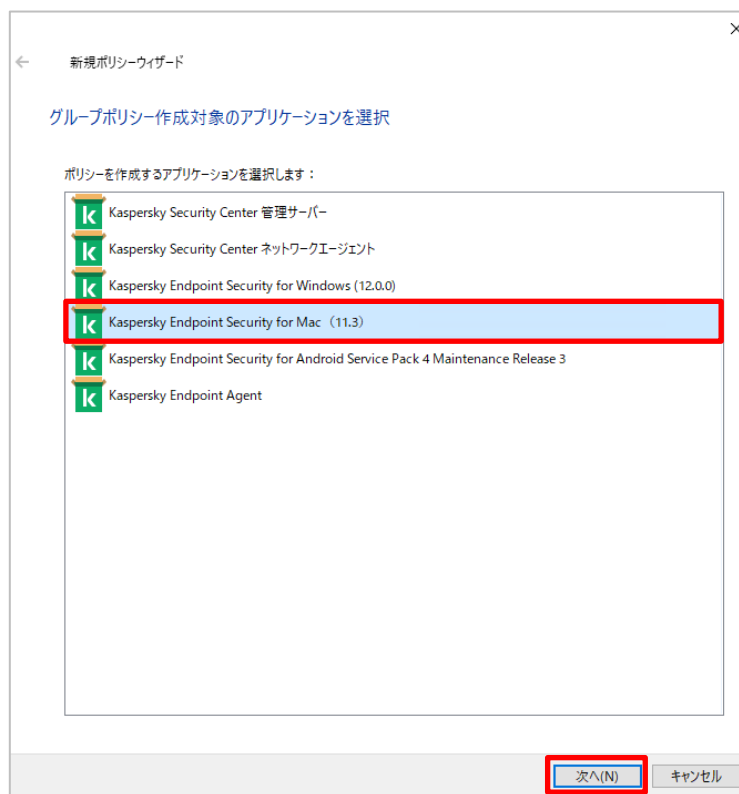 新規ポリシーウィザード
グループポリシー作成対象のアプリケーションを選択
ポリシーを作成するアプリケーションを選択します：
Kaspersky Security Center 管理サーバー
Kaspersky Security Center ネットワークエージェント
Kaspersky Endpoint Security for Windows (12.0.0)
Kaspersky Endpoint Security for Mac（11.3）
Kaspersky Endpoint Security for Android Service Pack 4 Maintenance Release 3
Kaspersky Endpoint Agent
次へ(N) キャンセル